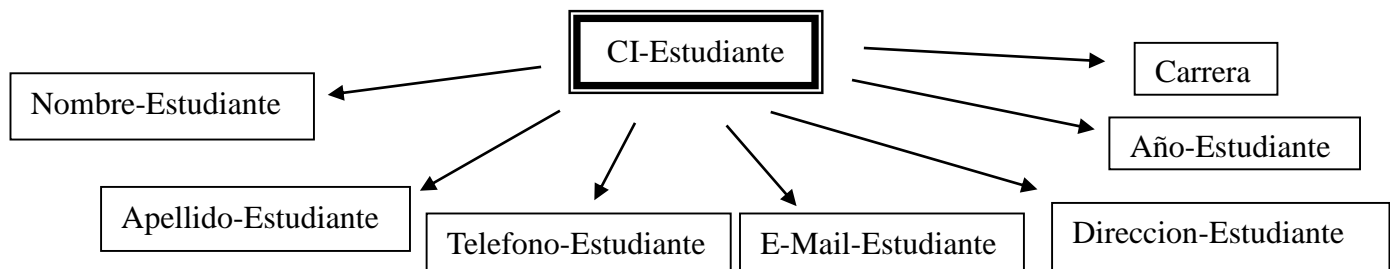 CI-Estudiante
Carrera
Nombre-Estudiante
Año-Estudiante
Apellido-Estudiante
Telefono-Estudiante
E-Mail-Estudiante
Direccion-Estudiante